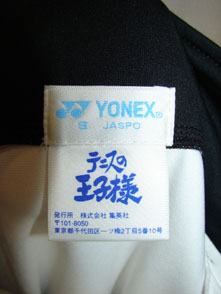 YONEX®
S JASPO
テニスの
王子様
発行所 株式会社 集英社
〒101-8050
東京都千代田区一ツ橋2丁目5番10号